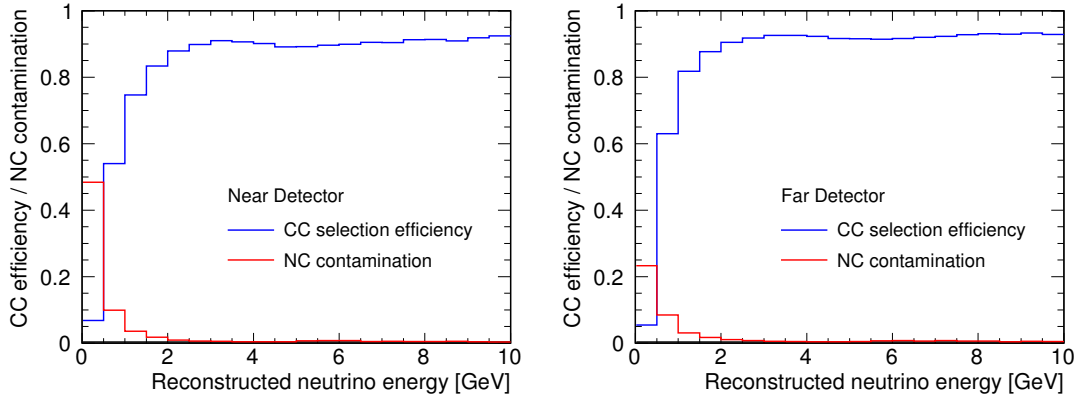 CC efficiency / NC contamination
1
0.8
0.6
0.4
0.2
0
Near Detector
CC selection efficiency
NC contamination
0 2 4 6 8 10
Reconstructed neutrino energy [GeV]
CC efficiency / NC contamination
1
0.8
0.6
0.4
0.2
0
Far Detector
CC selection efficiency
NC contamination
0 2 4 6 8 10
Reconstructed neutrino energy [GeV]